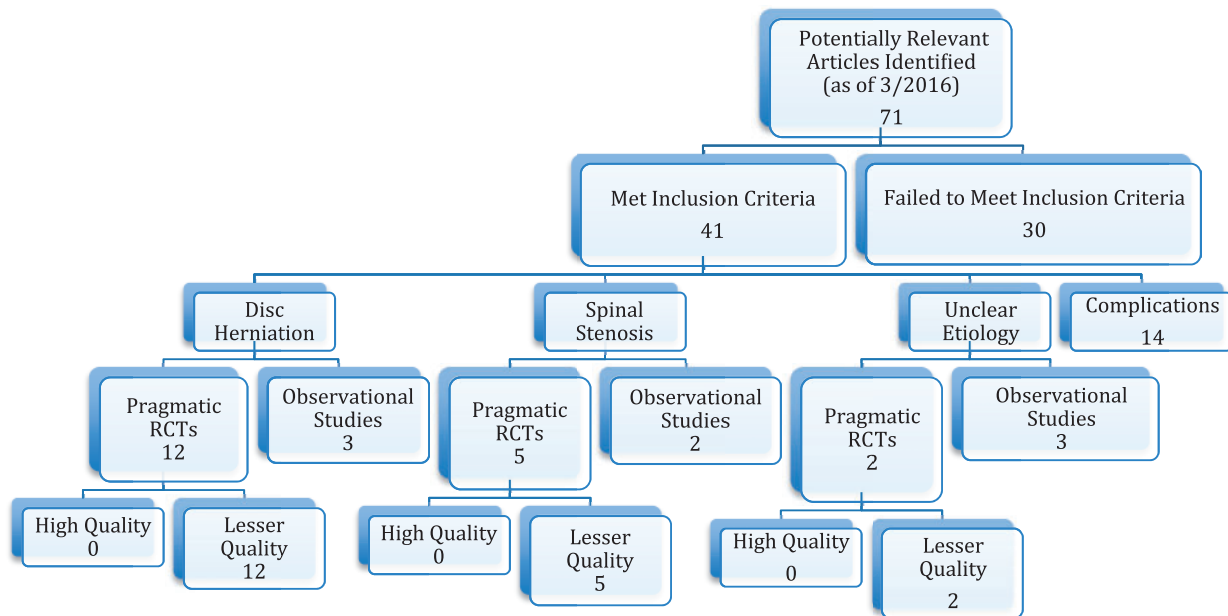 Potentially Relevant
Articles Identified
(as of 3/2016)
71
Met Inclusion Criteria
41
Failed to Meet Inclusion Criteria
30
Disc
Herniation
Spinal
Stenosis
Unclear
Etiology
Complications
14
Pragmatic
RCTs
12
Observational
Studies
3
Pragmatic
RCTs
5
Observational
Studies
2
Pragmatic
RCTs
2
Observational
Studies
3
High Quality
0
Lesser
Quality
12
High Quality
0
Lesser
Quality
5
High Quality
0
Lesser
Quality
2